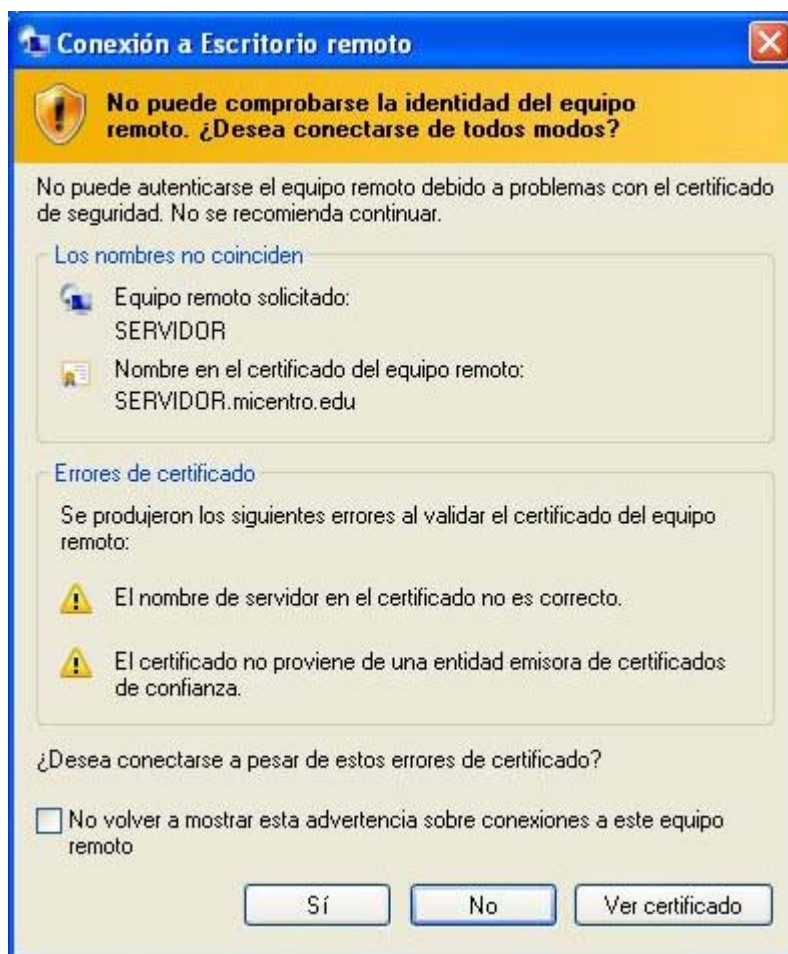 Conexión a Escritorio remoto
No puede comprobarse la identidad del equipo
remoto. ¿Desea conectarse de todos modos?
No puede autenticarse el equipo remoto debido a problemas con el certificado
de seguridad. No se recomienda continuar.
Los nombres no coinciden
Equipo remoto solicitado:
SERVIDOR
Nombre en el certificado del equipo remoto:
SERVIDOR.micentro.edu
Errores de certificado
Se produjeron los siguientes errores al validar el certificado del equipo
remoto:
El nombre de servidor en el certificado no es correcto.
El certificado no proviene de una entidad emisora de certificados
de confianza.
¿Desea conectarse a pesar de estos errores de certificado?
No volver a mostrar esta advertencia sobre conexiones a este equipo
remoto
Sí No Ver certificado